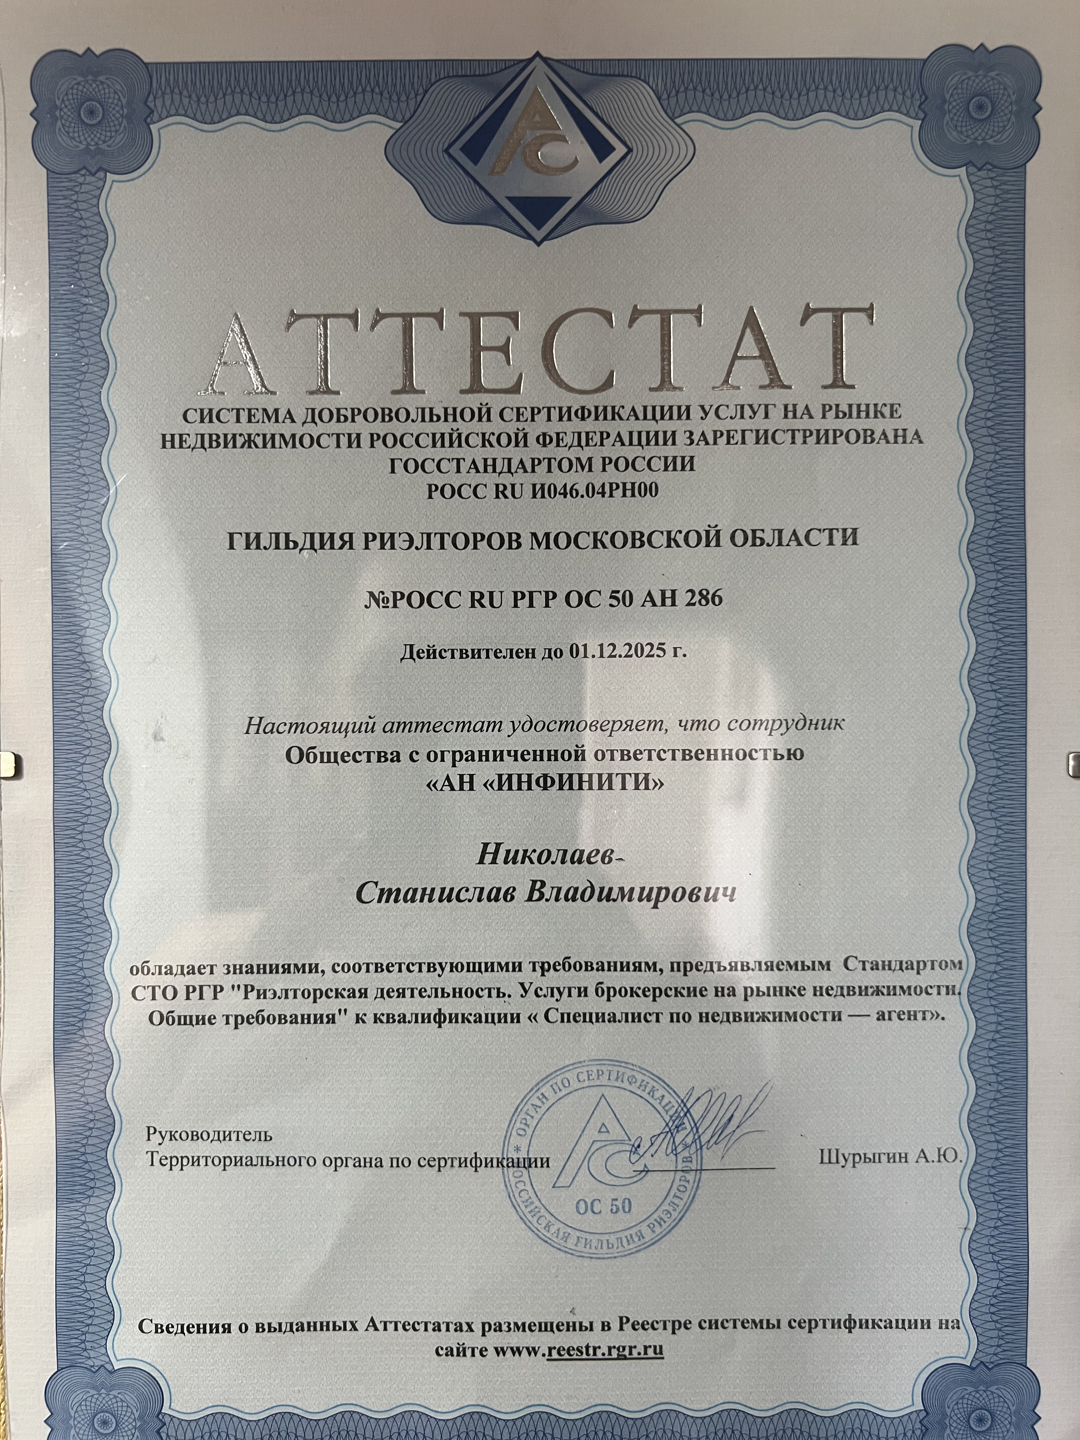 АС
АТТЕСТАТ
СИСТЕМА ДОБРОВОЛЬНОЙ СЕРТИФИКАЦИИ УСЛУГ НА РЫНКЕ
НЕДВИЖИМОСТИ РОССИЙСКОЙ ФЕДЕРАЦИИ ЗАРЕГИСТРИРОВАНА
ГОССТАНДАРТОМ РОССИИ
РОСС RU И046.04РН00
ГИЛЬДИЯ РИЭЛТОРОВ МОСКОВСКОЙ ОБЛАСТИ
№РОСС RU РГР ОС 50 АН 286
Действителен до 01.12.2025 г.
Настоящий аттестат удостоверяет, что сотрудник
Общества с ограниченной ответственностью
«АН «ИНФИНИТИ»
Николаев
Станислав Владимирович
обладает знаниями, соответствующими требованиям, предъявляемым Стандартом
СТО РГР "Риэлторская деятельность. Услуги брокерские на рынке недвижимости.
Общие требования" к квалификации « Специалист по недвижимости — агент».
Руководитель
Территориального органа по сертификации
Шурыгин А.Ю.
ОРГАН ПО СЕРТИФИКАЦИИ
РОССИЙСКАЯ ГИЛЬДИЯ РИЭЛТОРОВ
АС
ОС 50
Сведения о выданных Аттестатах размещены в Реестре системы сертификации на
сайте www.reestr.rgr.ru